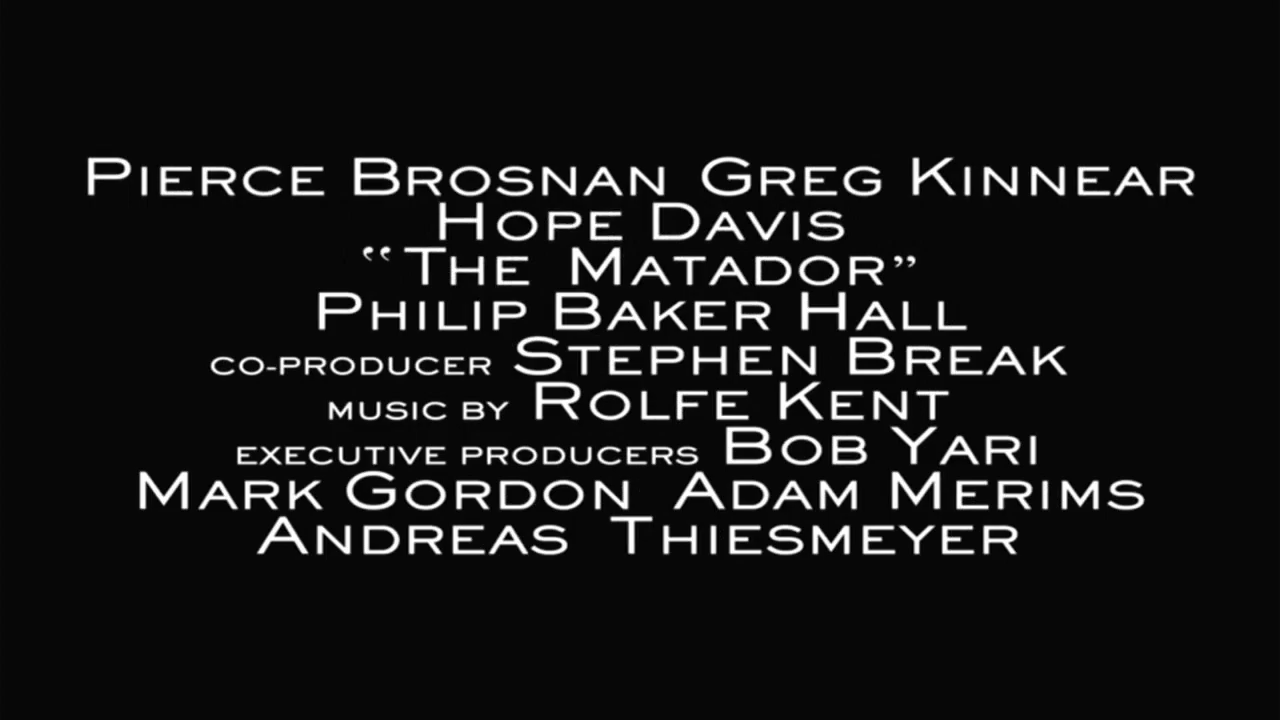 PIERCE BROSNAN GREG KINNEAR
HOPE DAVIS
“THE MATADOR”
PHILIP BAKER HALL
CO-PRODUCER STEPHEN BREAK
MUSIC BY ROLFE KENT
EXECUTIVE PRODUCERS BOB YARI
MARK GORDON ADAM MERIMS
ANDREAS THIESMEYER